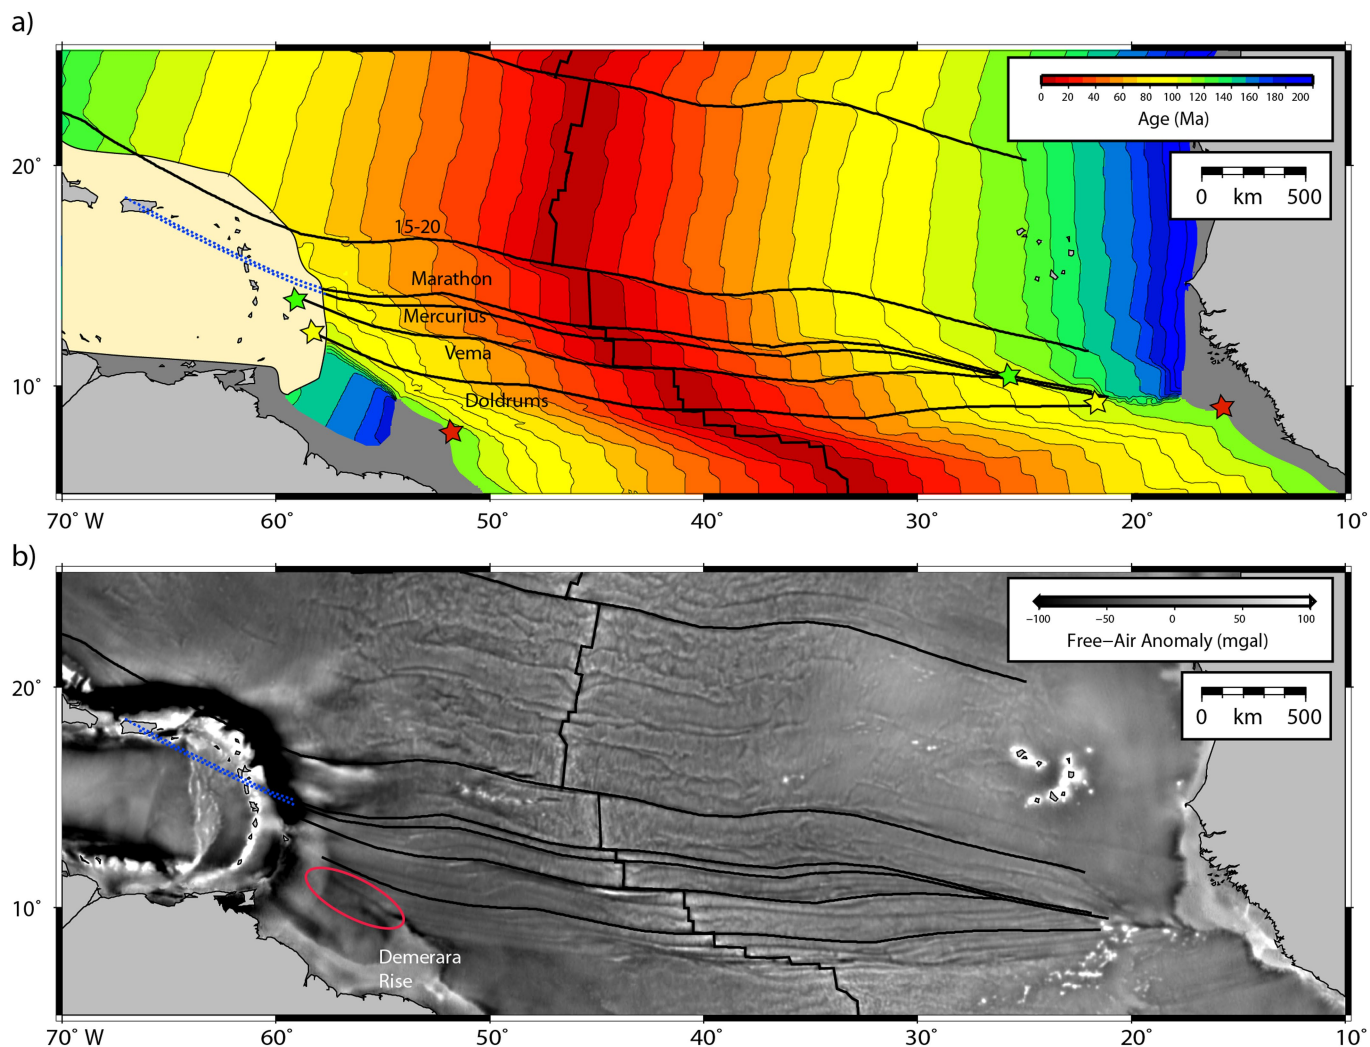 a)
0 20 40 60 80 100 120 140 160 180 200
Age (Ma)
20˚
0 km 500
15-20
Marathon
Mercurius
Vema
10˚
Doldrums
70˚ W 60˚ 50˚ 40˚ 30˚ 20˚ 10˚
b)
−100 −50 0 50 100
Free−Air Anomaly (mgal)
20˚
0 km 500
10˚
Demerara
Rise
70˚ W 60˚ 50˚ 40˚ 30˚ 20˚ 10˚